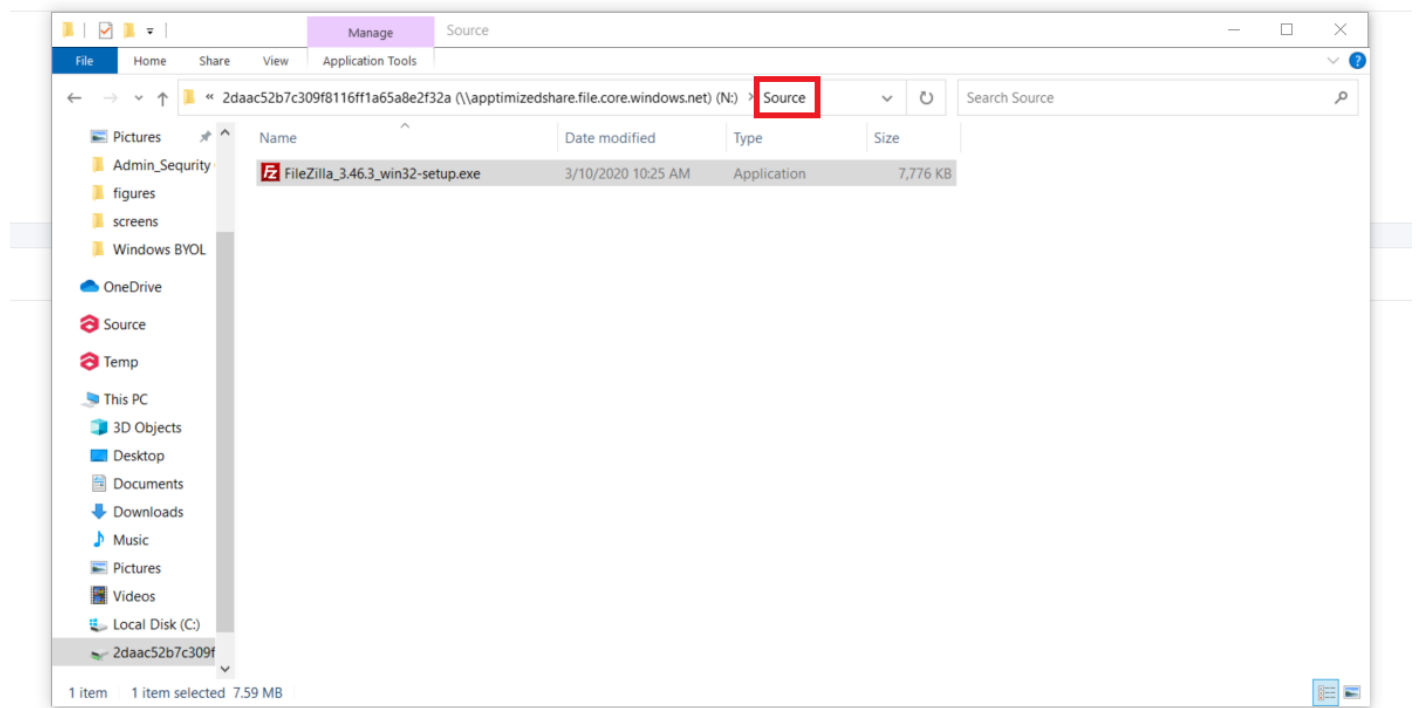 Manage Source
File Home Share View Application Tools
« 2daac52b7c309f8116ff1a65a8e2f32a (\\apptimizedshare.file.core.windows.net) (N:) > Source
Search Source
Name Date modified Type Size
FileZilla_3.46.3_win32-setup.exe 3/10/2020 10:25 AM Application 7,776 KB
Pictures
Admin_Sequrity
figures
screens
Windows BYOL
OneDrive
Source
Temp
This PC
3D Objects
Desktop
Documents
Downloads
Music
Pictures
Videos
Local Disk (C:)
2daac52b7c309f
1 item 1 item selected 7.59 MB